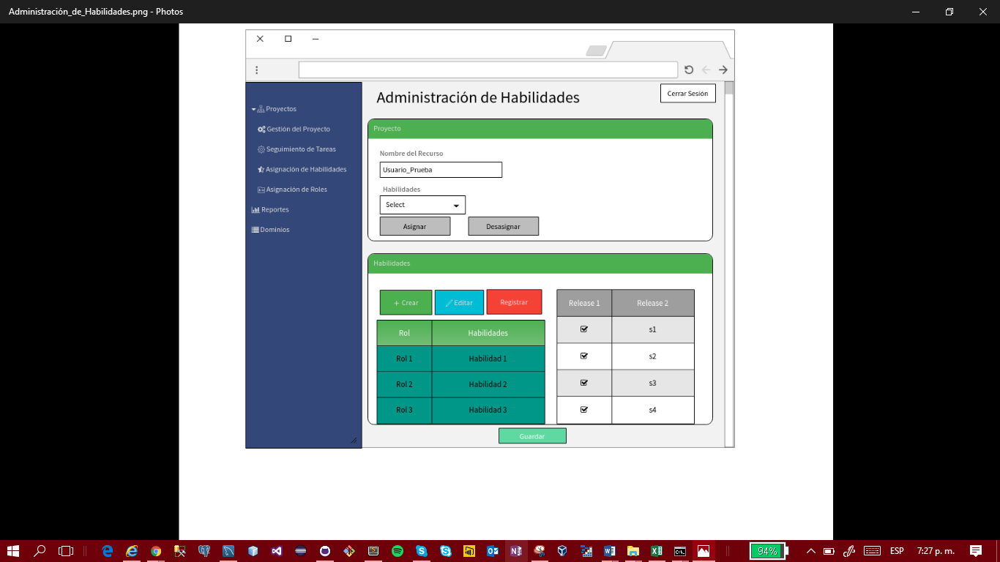 Administración_de_Habilidades.png - Photos
Administración de Habilidades
Cerrar Sesión
Proyectos
Gestión del Proyecto
Seguimiento de Tareas
Asignación de Habilidades
Asignación de Roles
Reportes
Dominios
Proyecto
Nombre del Recurso
Usuario_Prueba
Habilidades
Select
Asignar Desasignar
Habilidades
+ Crear Editar Registrar
Rol Habilidades
Rol 1 Habilidad 1
Rol 2 Habilidad 2
Rol 3 Habilidad 3
Release 1 Release 2
s1
s2
s3
s4
Guardar
94% ESP 7:27 p. m.